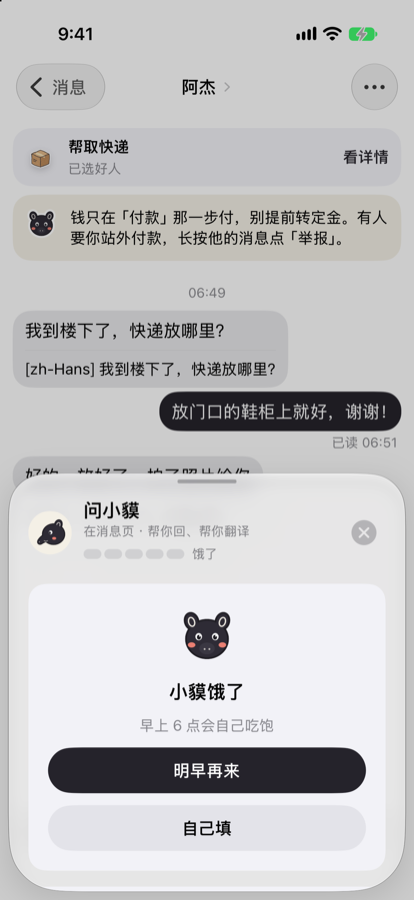 9:41
消息
阿杰
帮取快递
已选好人
看详情
钱只在「付款」那一步付，别提前转定金。有人
要你站外付款，长按他的消息点「举报」。
06:49
我到楼下了，快递放哪里？
[zh-Hans] 我到楼下了，快递放哪里？
放门口的鞋柜上就好，谢谢！
已读 06:51
问小貘
在消息页 · 帮你回、帮你翻译
饿了
小貘饿了
早上 6 点会自己吃饱
明早再来
自己填